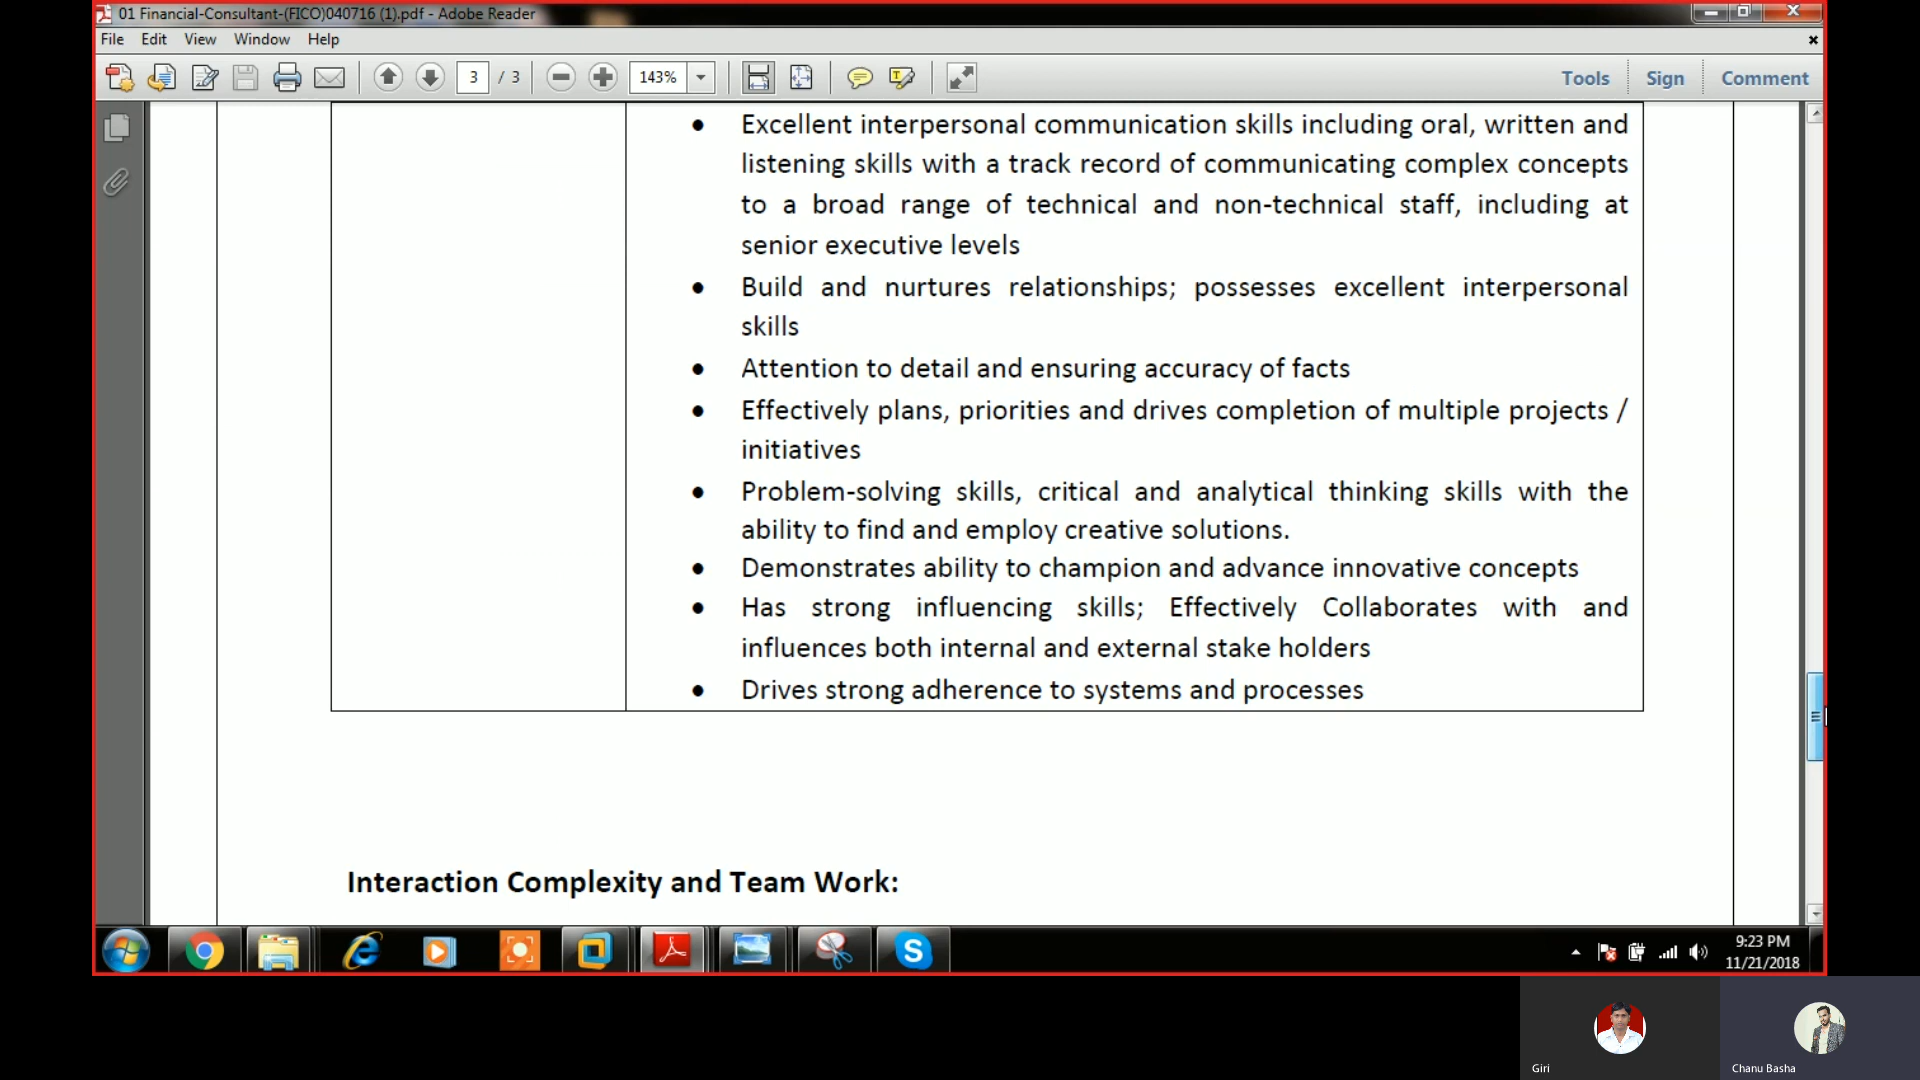 01 Financial-Consultant-(FICO)040716 (1).pdf - Adobe Reader
File Edit View Window Help
3 / 3 143% Tools Sign Comment
• Excellent interpersonal communication skills including oral, written and
listening skills with a track record of communicating complex concepts
to a broad range of technical and non-technical staff, including at
senior executive levels
• Build and nurtures relationships; possesses excellent interpersonal
skills
• Attention to detail and ensuring accuracy of facts
• Effectively plans, priorities and drives completion of multiple projects /
initiatives
• Problem-solving skills, critical and analytical thinking skills with the
ability to find and employ creative solutions.
• Demonstrates ability to champion and advance innovative concepts
• Has strong influencing skills; Effectively Collaborates with and
influences both internal and external stake holders
• Drives strong adherence to systems and processes
Interaction Complexity and Team Work:
9:23 PM
11/21/2018
Giri
Chanu Basha